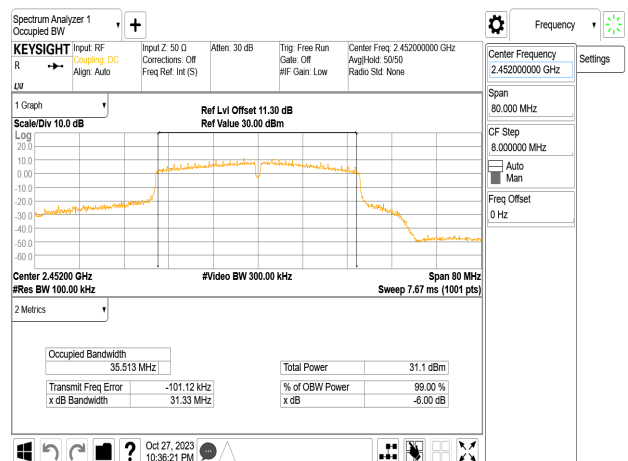 Spectrum Analyzer 1
Occupied BW
Frequency
KEYSIGHT
R
Input: RF
Coupling: DC
Align: Auto
Input Z: 50 Ω
Corrections: Off
Freq Ref: Int (S)
Atten: 30 dB
Trig: Free Run
Gate: Off
#IF Gain: Low
Center Freq: 2.452000000 GHz
Avg|Hold: 50/50
Radio Std: None
Center Frequency
2.452000000 GHz
Settings
Span
80.000 MHz
CF Step
8.000000 MHz
Auto
Man
Freq Offset
0 Hz
1 Graph
Scale/Div 10.0 dB
Ref Lvl Offset 11.30 dB
Ref Value 30.00 dBm
Log
20.0
10.0
0.00
-10.0
-20.0
-30.0
-40.0
-50.0
-60.0
Center 2.45200 GHz
#Video BW 300.00 kHz
Span 80 MHz
#Res BW 100.00 kHz
Sweep 7.67 ms (1001 pts)
2 Metrics
Occupied Bandwidth
35.513 MHz
Total Power 31.1 dBm
Transmit Freq Error -101.12 kHz
% of OBW Power 99.00 %
x dB Bandwidth 31.33 MHz
x dB -6.00 dB
?
Oct 27, 2023
10:36:21 PM